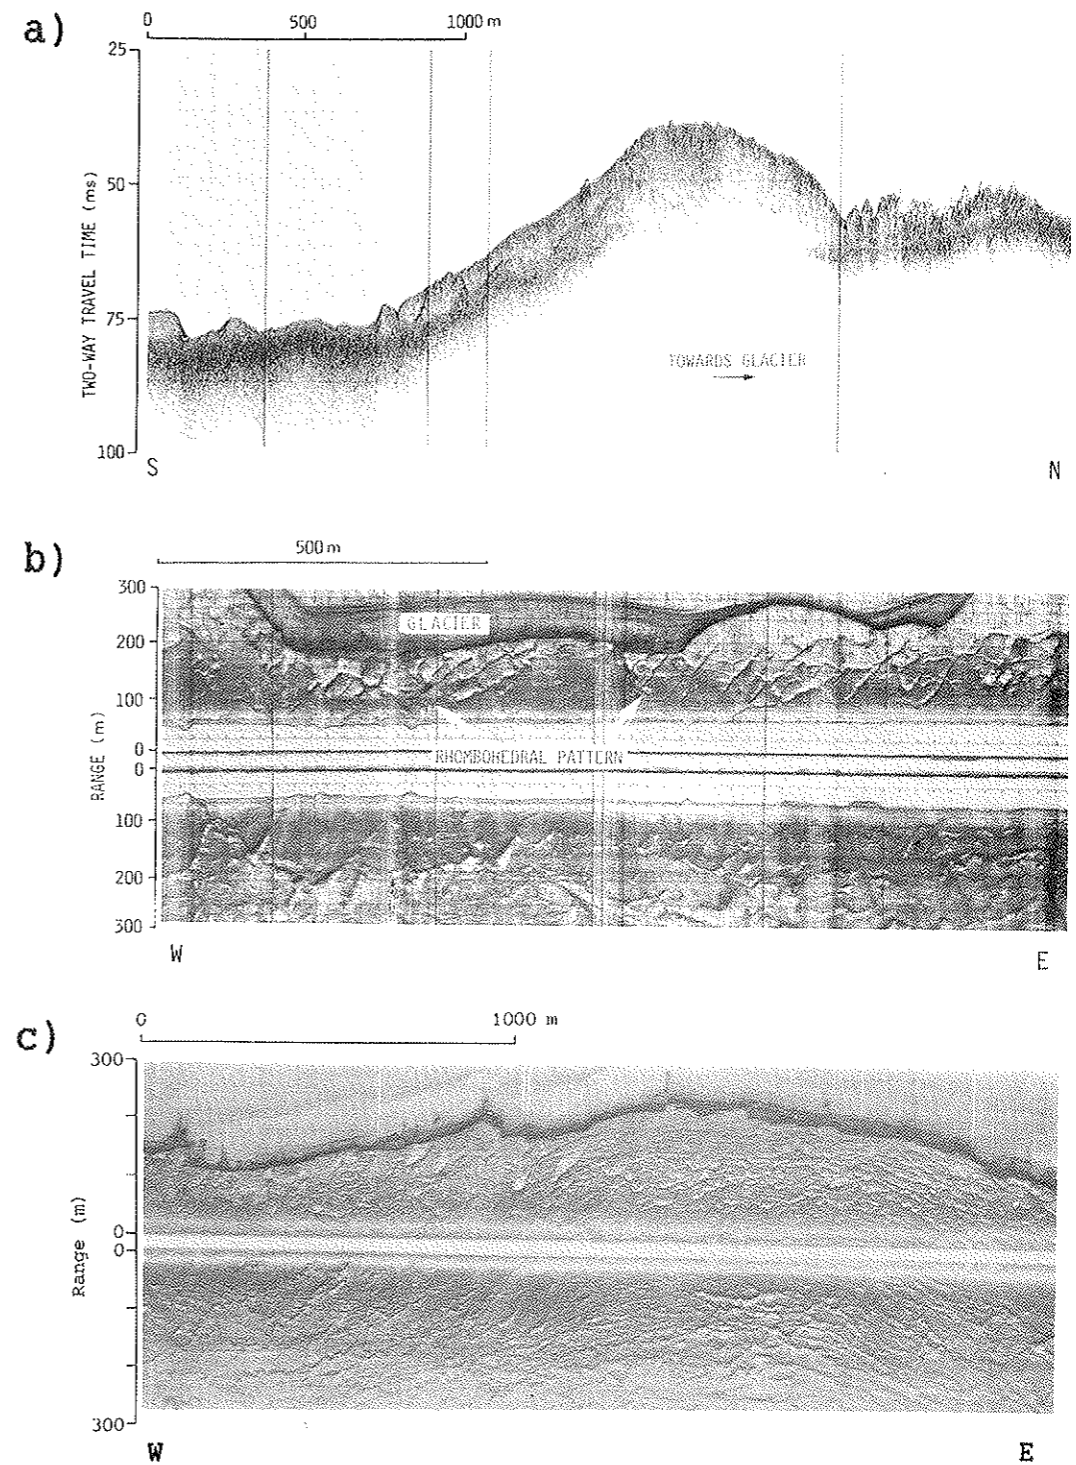 a)
0 500 1000 m
25
50
75
100
TWO-WAY TRAVEL TIME (ms)
TOWARDS GLACIER
S N
b)
500 m
300
200
100
0
0
100
200
300
RANGE (m)
GLACIER
RHOMBOHEDRAL PATTERN
W E
c)
0 1000 m
300
0
0
300
Range (m)
W E